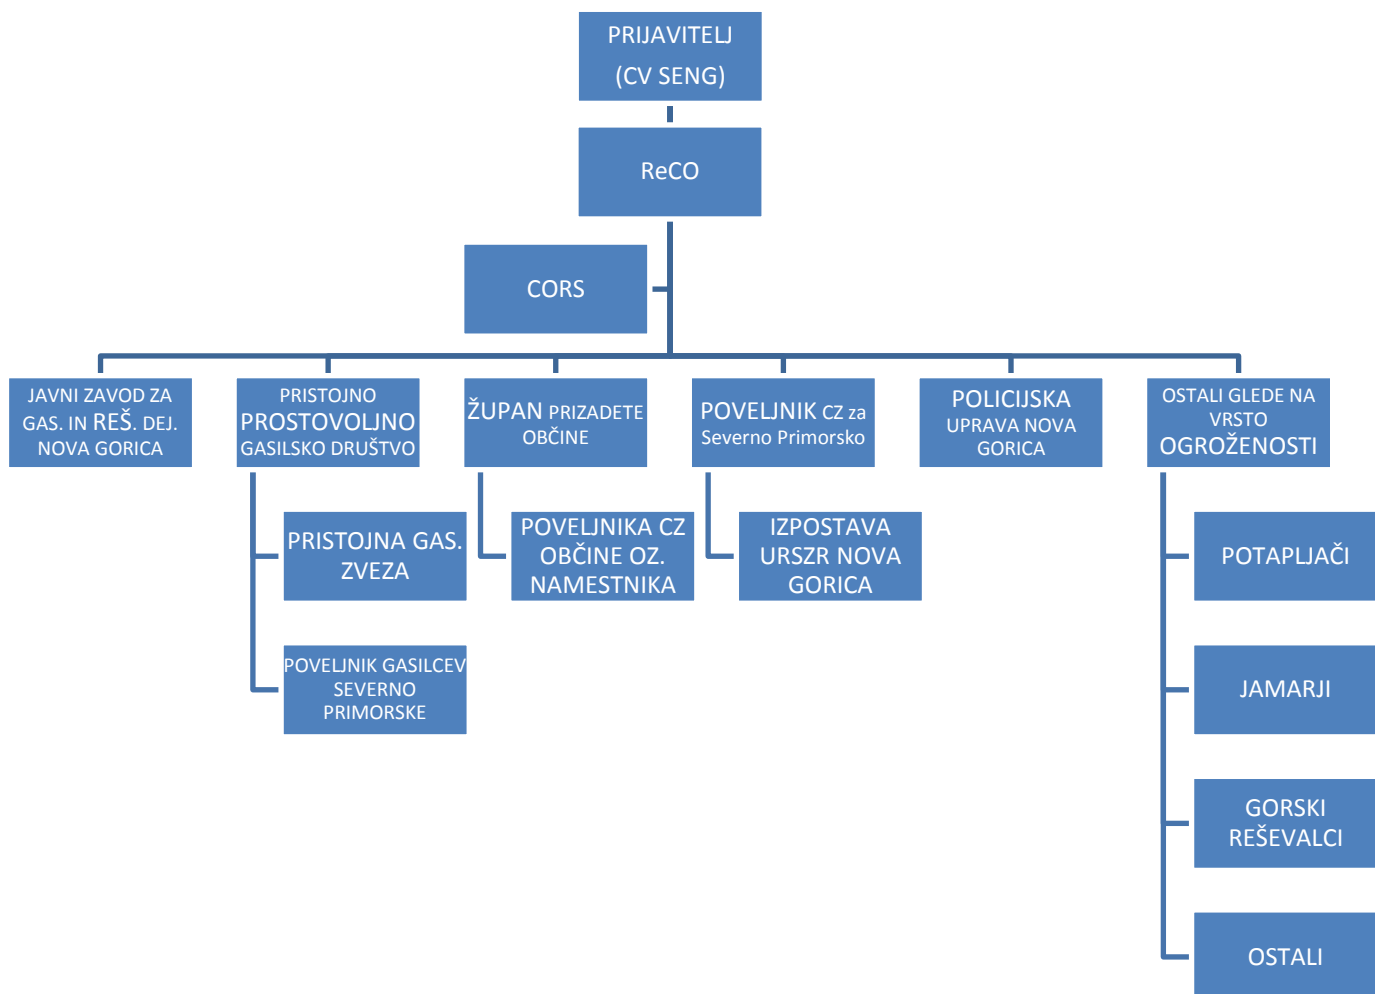 PRIJAVITELJ
(CV SENG)
ReCO
CORS
JAVNI ZAVOD ZA
GAS. IN REŠ. DEJ.
NOVA GORICA
PRISTOJNO
PROSTOVOLJNO
GASILSKO DRUŠTVO
ŽUPAN PRIZADETE
OBČINE
POVELJNIK CZ za
Severno Primorsko
POLICIJSKA
UPRAVA NOVA
GORICA
OSTALI GLEDE NA
VRSTO
OGROŽENOSTI
PRISTOJNA GAS.
ZVEZA
POVELJNIKA CZ
OBČINE OZ.
NAMESTNIKA
IZPOSTAVA
URSZR NOVA
GORICA
POTAPLJAČI
POVELJNIK GASILCEV
SEVERNO
PRIMORSKE
JAMARJI
GORSKI
REŠEVALCI
OSTALI